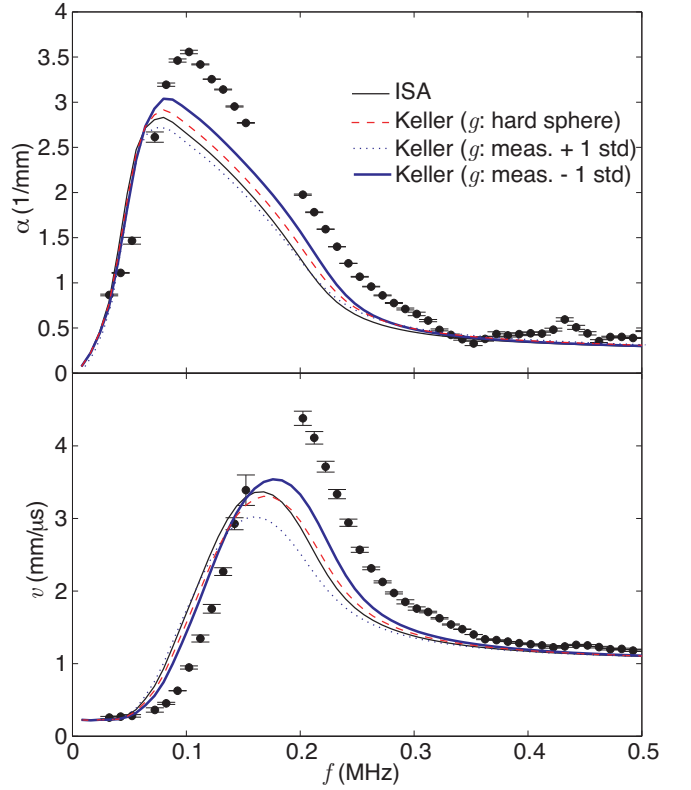 4
3.5
3
2.5
2
1.5
1
0.5
0
α (1/mm)
ISA
Keller (g: hard sphere)
Keller (g: meas. + 1 std)
Keller (g: meas. - 1 std)
4
3
2
1
0
v (mm/μs)
0 0.1 0.2 0.3 0.4 0.5
f (MHz)